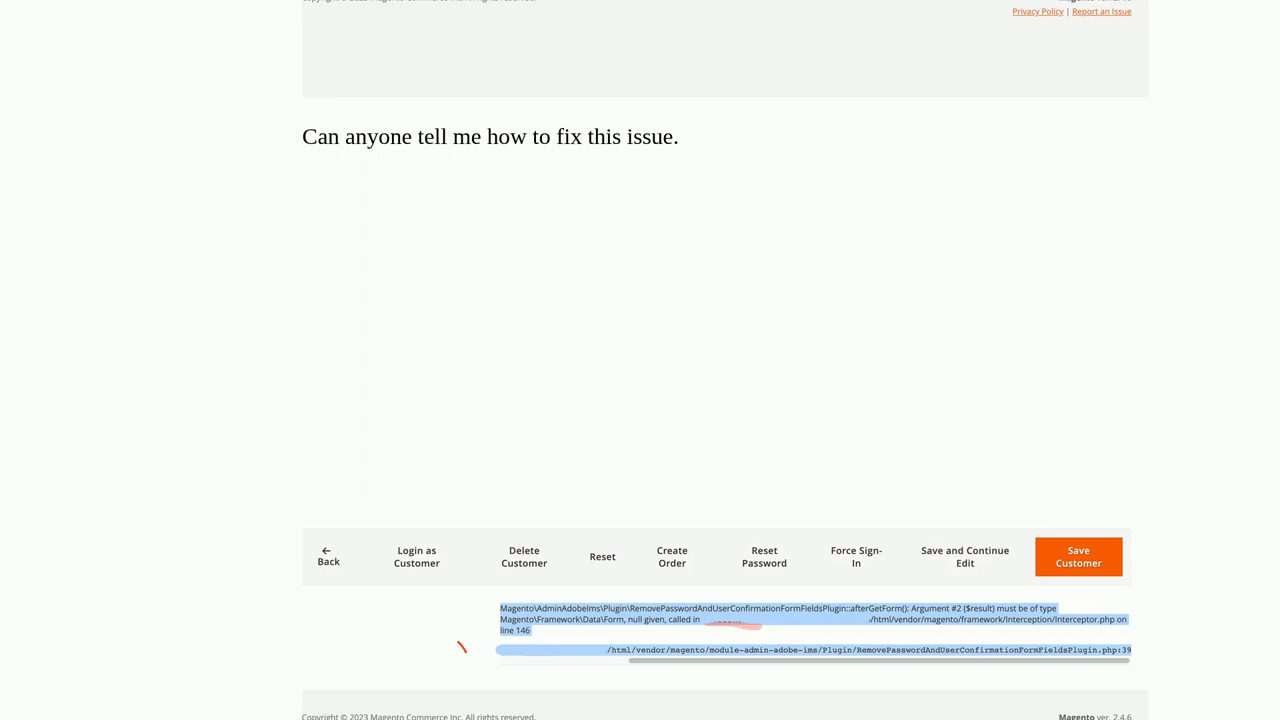 Privacy Policy | Report an Issue
Can anyone tell me how to fix this issue.
← Back
Login as Customer
Delete Customer
Reset
Create Order
Reset Password
Force Sign-In
Save and Continue Edit
Save Customer
Magento\AdminAdobeIms\Plugin\RemovePasswordAndUserConfirmationFormFieldsPlugin::afterGetForm(): Argument #2 ($result) must be of type
Magento\Framework\Data\Form, null given, called in /html/vendor/magento/framework/Interception/Interceptor.php on
line 146
/html/vendor/magento/module-admin-adobe-ims/Plugin/RemovePasswordAndUserConfirmationFormFieldsPlugin.php:39
Copyright © 2023 Magento Commerce Inc. All rights reserved.
Magento ver. 2.4.6